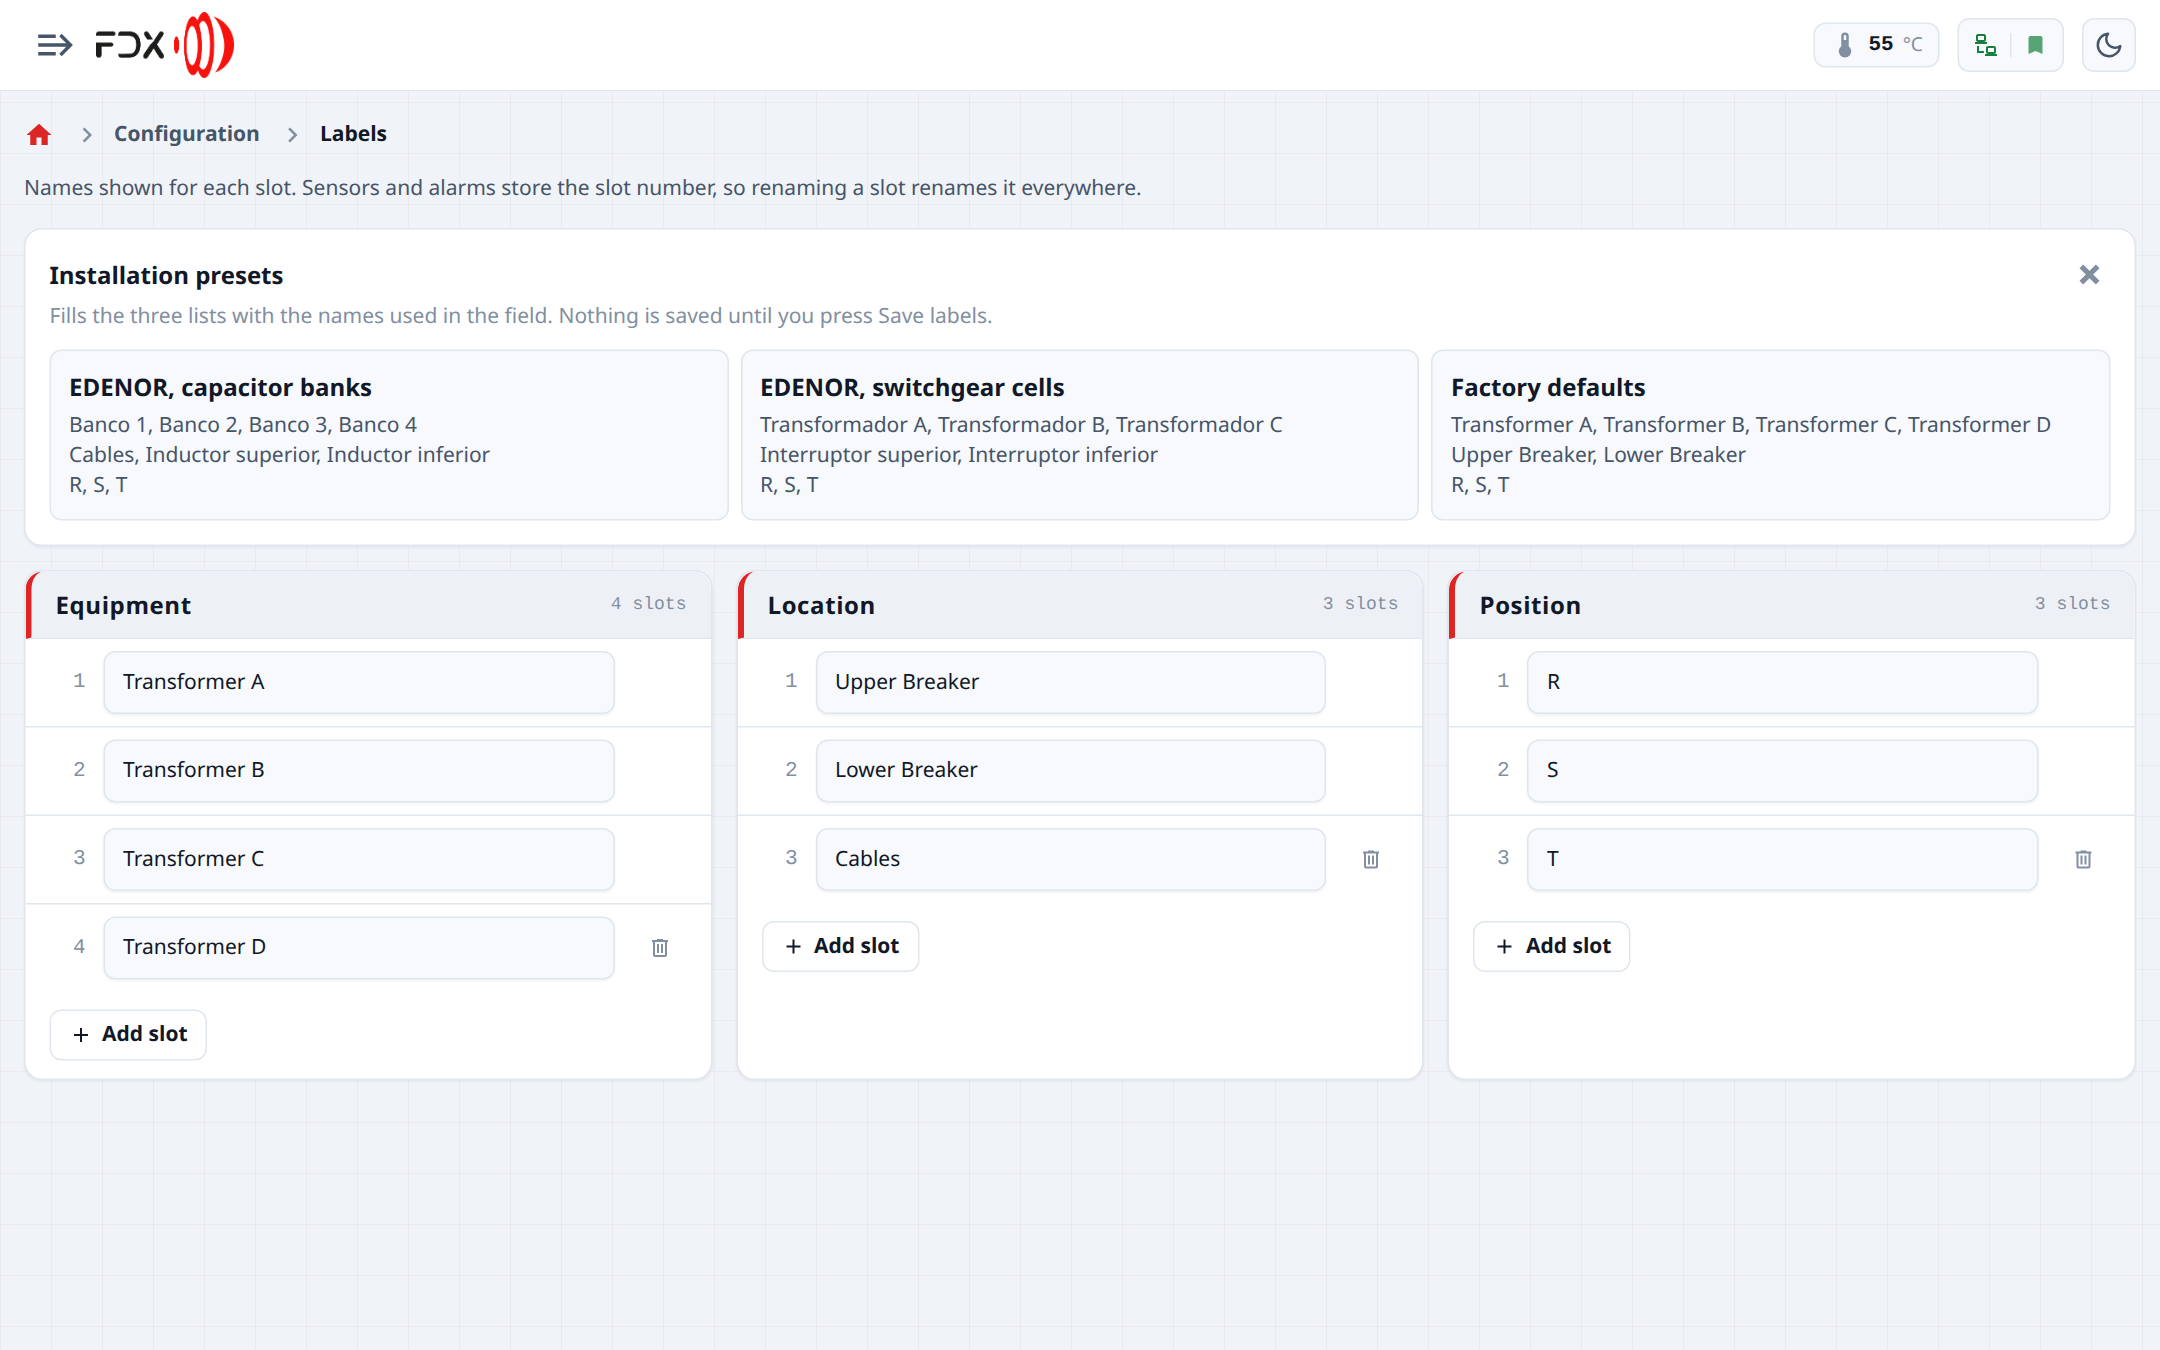 FDX
55 °C
Configuration
Labels
Names shown for each slot. Sensors and alarms store the slot number, so renaming a slot renames it everywhere.
Installation presets
Fills the three lists with the names used in the field. Nothing is saved until you press Save labels.
EDENOR, capacitor banks
Banco 1, Banco 2, Banco 3, Banco 4
Cables, Inductor superior, Inductor inferior
R, S, T
EDENOR, switchgear cells
Transformador A, Transformador B, Transformador C
Interruptor superior, Interruptor inferior
R, S, T
Factory defaults
Transformer A, Transformer B, Transformer C, Transformer D
Upper Breaker, Lower Breaker
R, S, T
Equipment
4 slots
1 Transformer A
2 Transformer B
3 Transformer C
4 Transformer D
Add slot
Location
3 slots
1 Upper Breaker
2 Lower Breaker
3 Cables
Add slot
Position
3 slots
1 R
2 S
3 T
Add slot